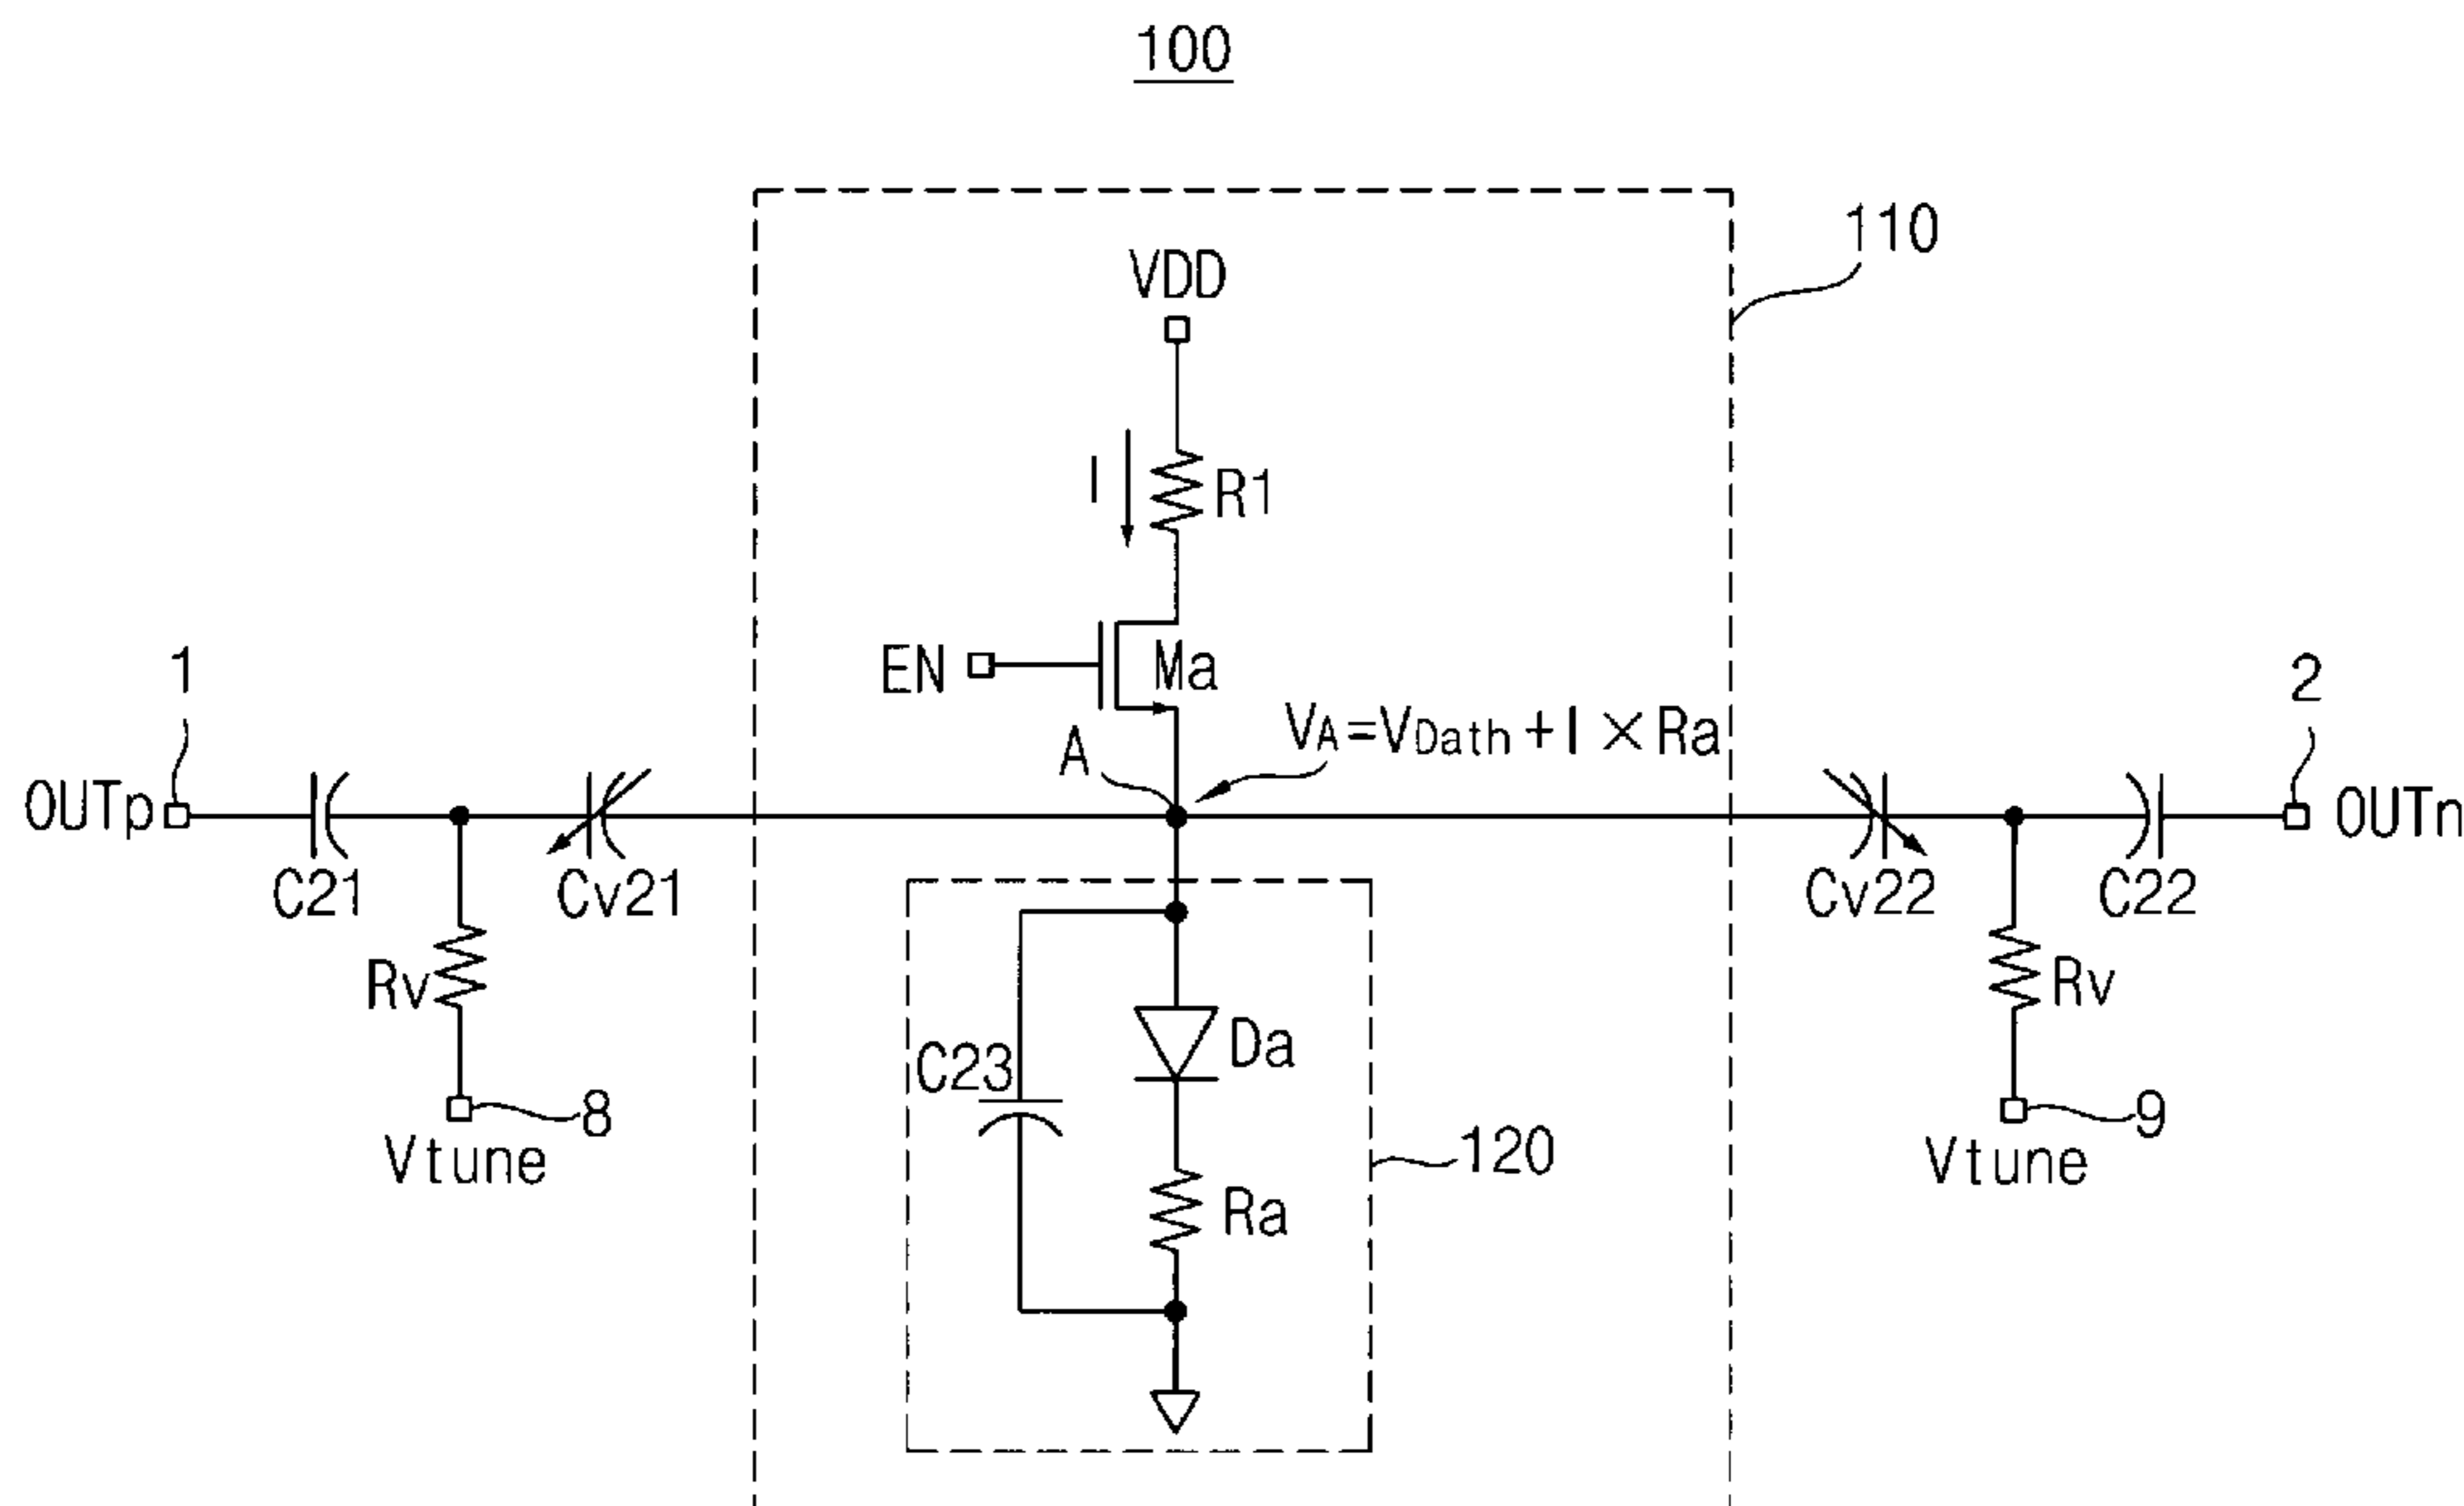 100
110
VDD
I
R1
EN
Ma
1
2
A
VA=VDath+I×Ra
OUTp
OUTn
C21
Cv21
Cv22
C22
Rv
Rv
C23
Da
8
9
Vtune
Vtune
120
Ra